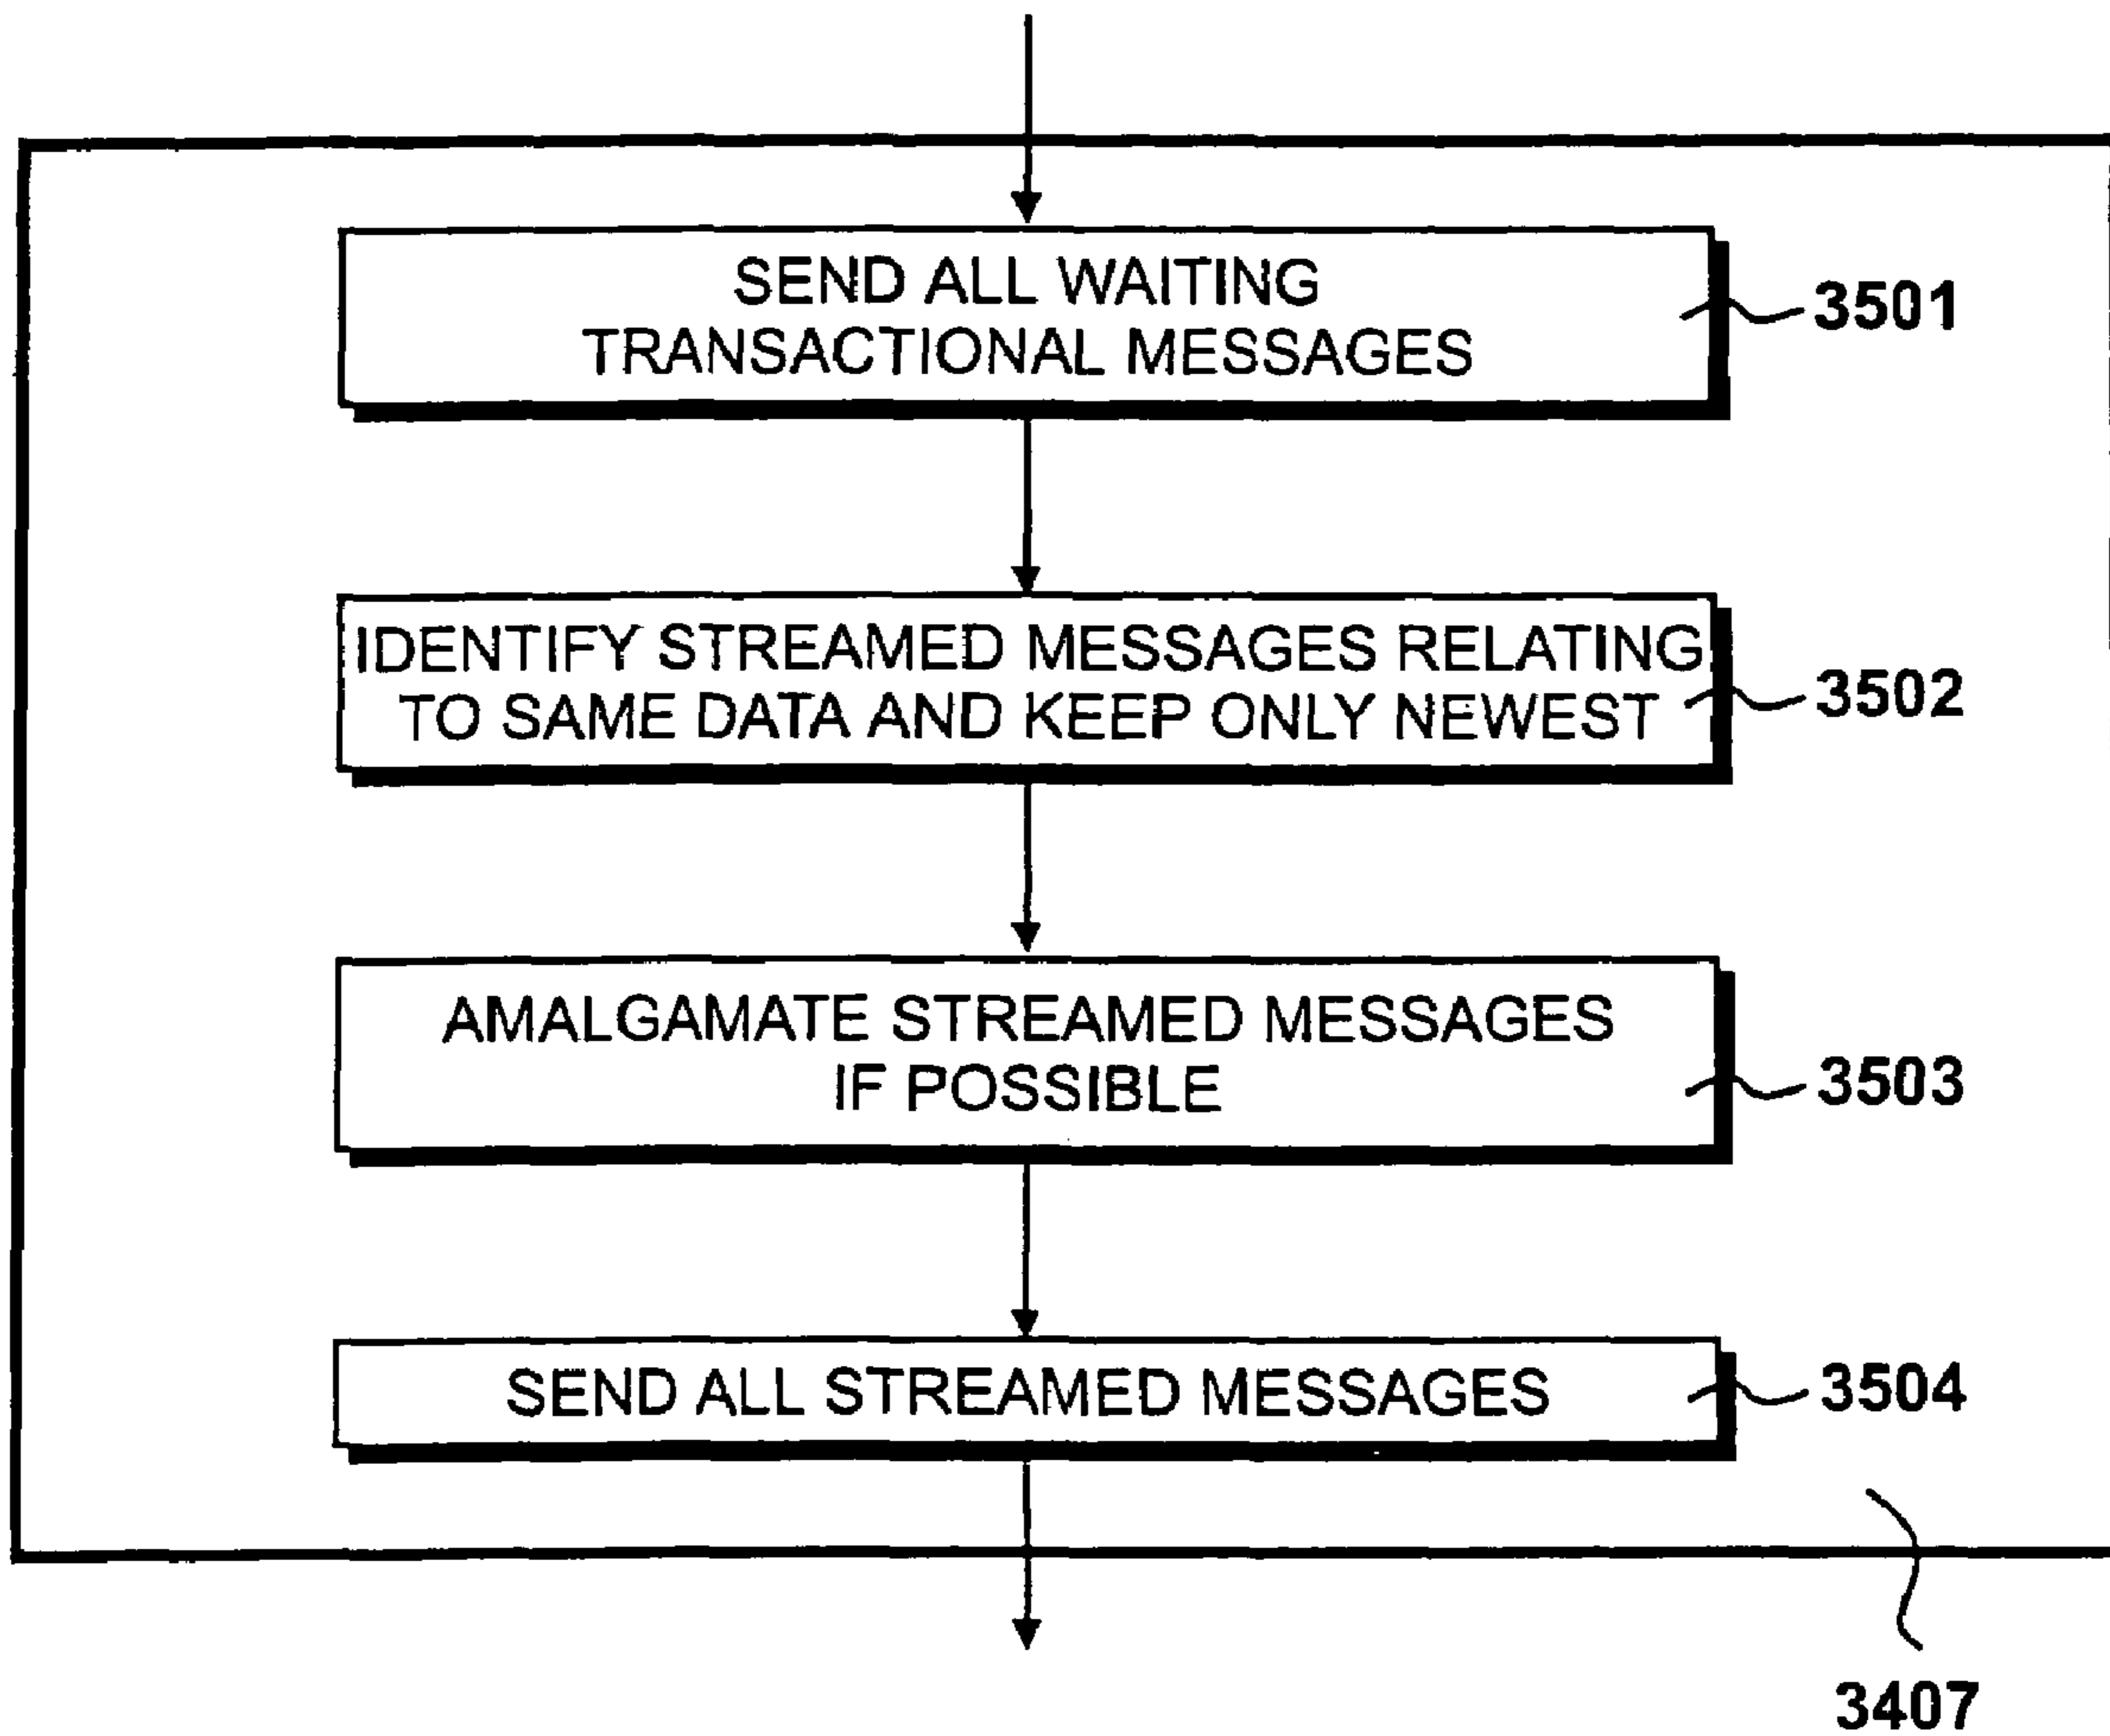 SEND ALL WAITING
TRANSACTIONAL MESSAGES
3501
IDENTIFY STREAMED MESSAGES RELATING
TO SAME DATA AND KEEP ONLY NEWEST
3502
AMALGAMATE STREAMED MESSAGES
IF POSSIBLE
3503
SEND ALL STREAMED MESSAGES
3504
3407